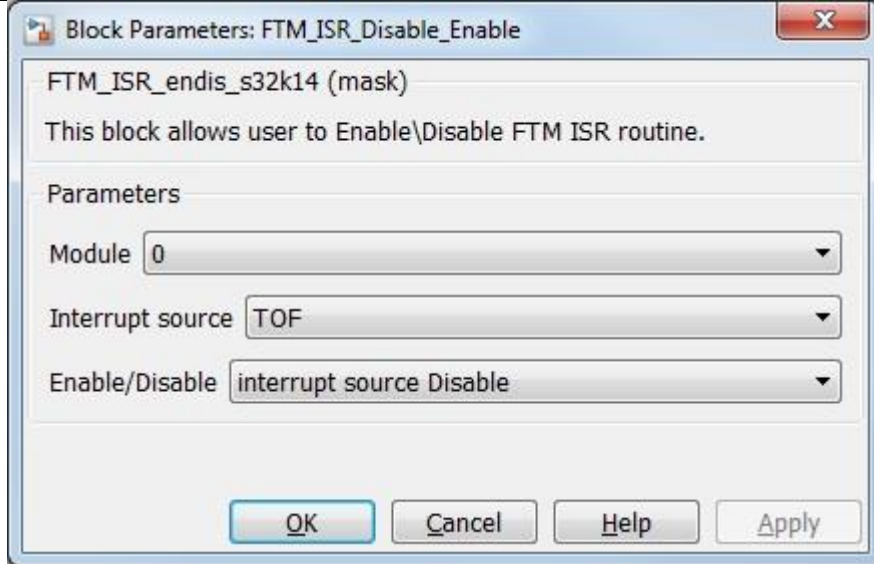 Block Parameters: FTM_ISR_Disable_Enable
FTM_ISR_endis_s32k14 (mask)
This block allows user to Enable\Disable FTM ISR routine.
Parameters
Module 0
Interrupt source TOF
Enable/Disable interrupt source Disable
OK Cancel Help Apply